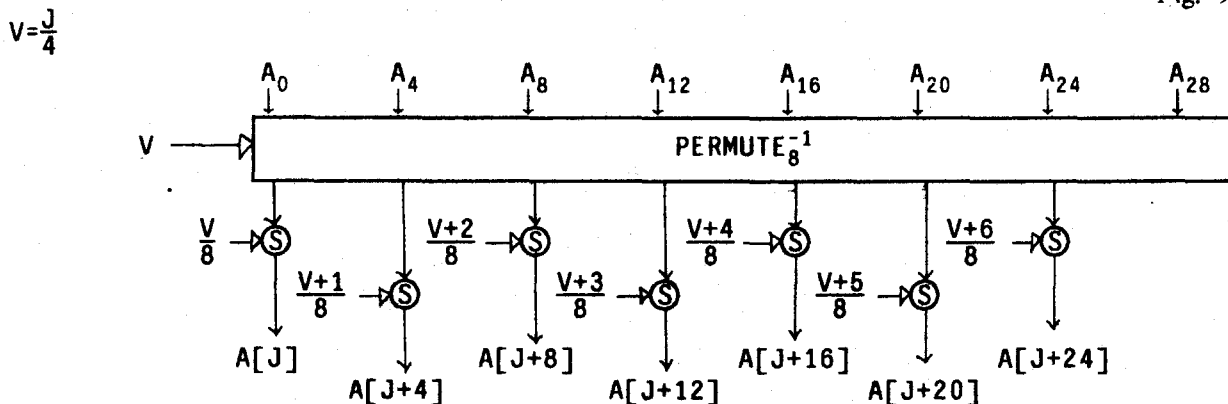 Fig.
V=J/4
A₀ A₄ A₈ A₁₂ A₁₆ A₂₀ A₂₄ A₂₈
V PERMUTE₈⁻¹
V/8 S V+2/8 S V+4/8 S V+6/8 S
V+1/8 S V+3/8 S V+5/8 S
A[J] A[J+8] A[J+16] A[J+24]
A[J+4] A[J+12] A[J+20]